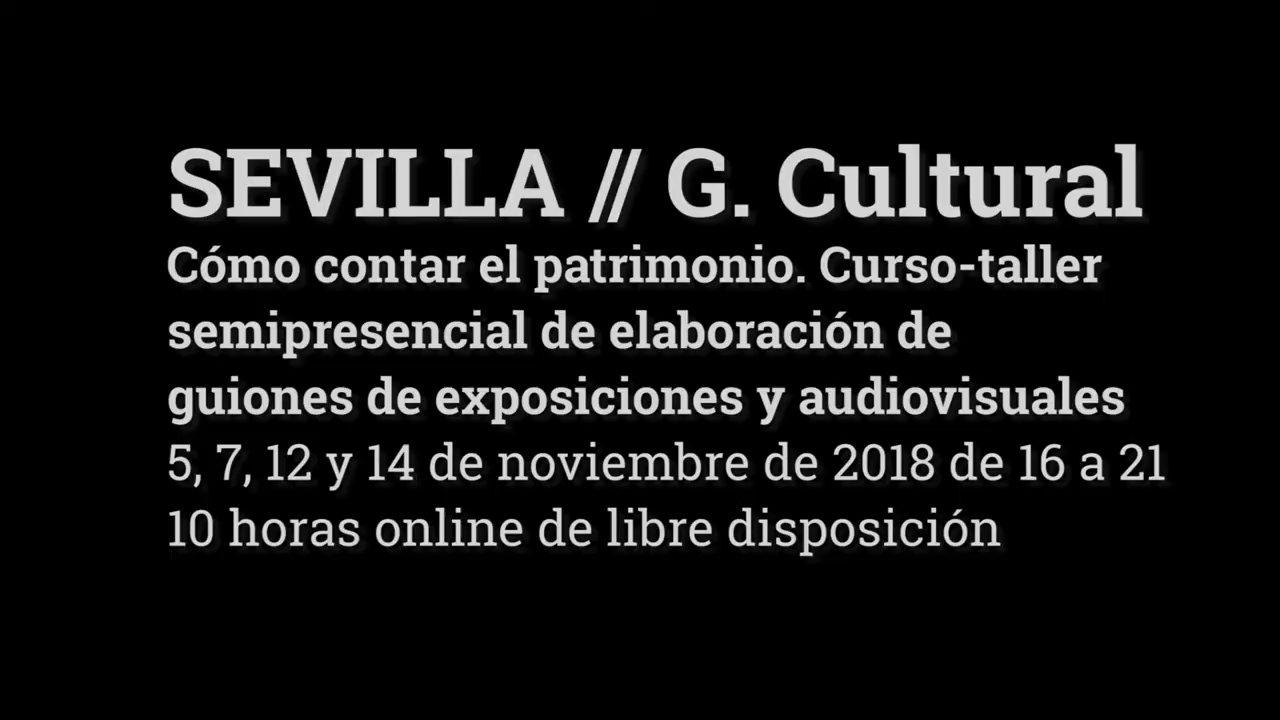 SEVILLA // G. Cultural
Cómo contar el patrimonio. Curso-taller
semipresencial de elaboración de
guiones de exposiciones y audiovisuales
5, 7, 12 y 14 de noviembre de 2018 de 16 a 21
10 horas online de libre disposición